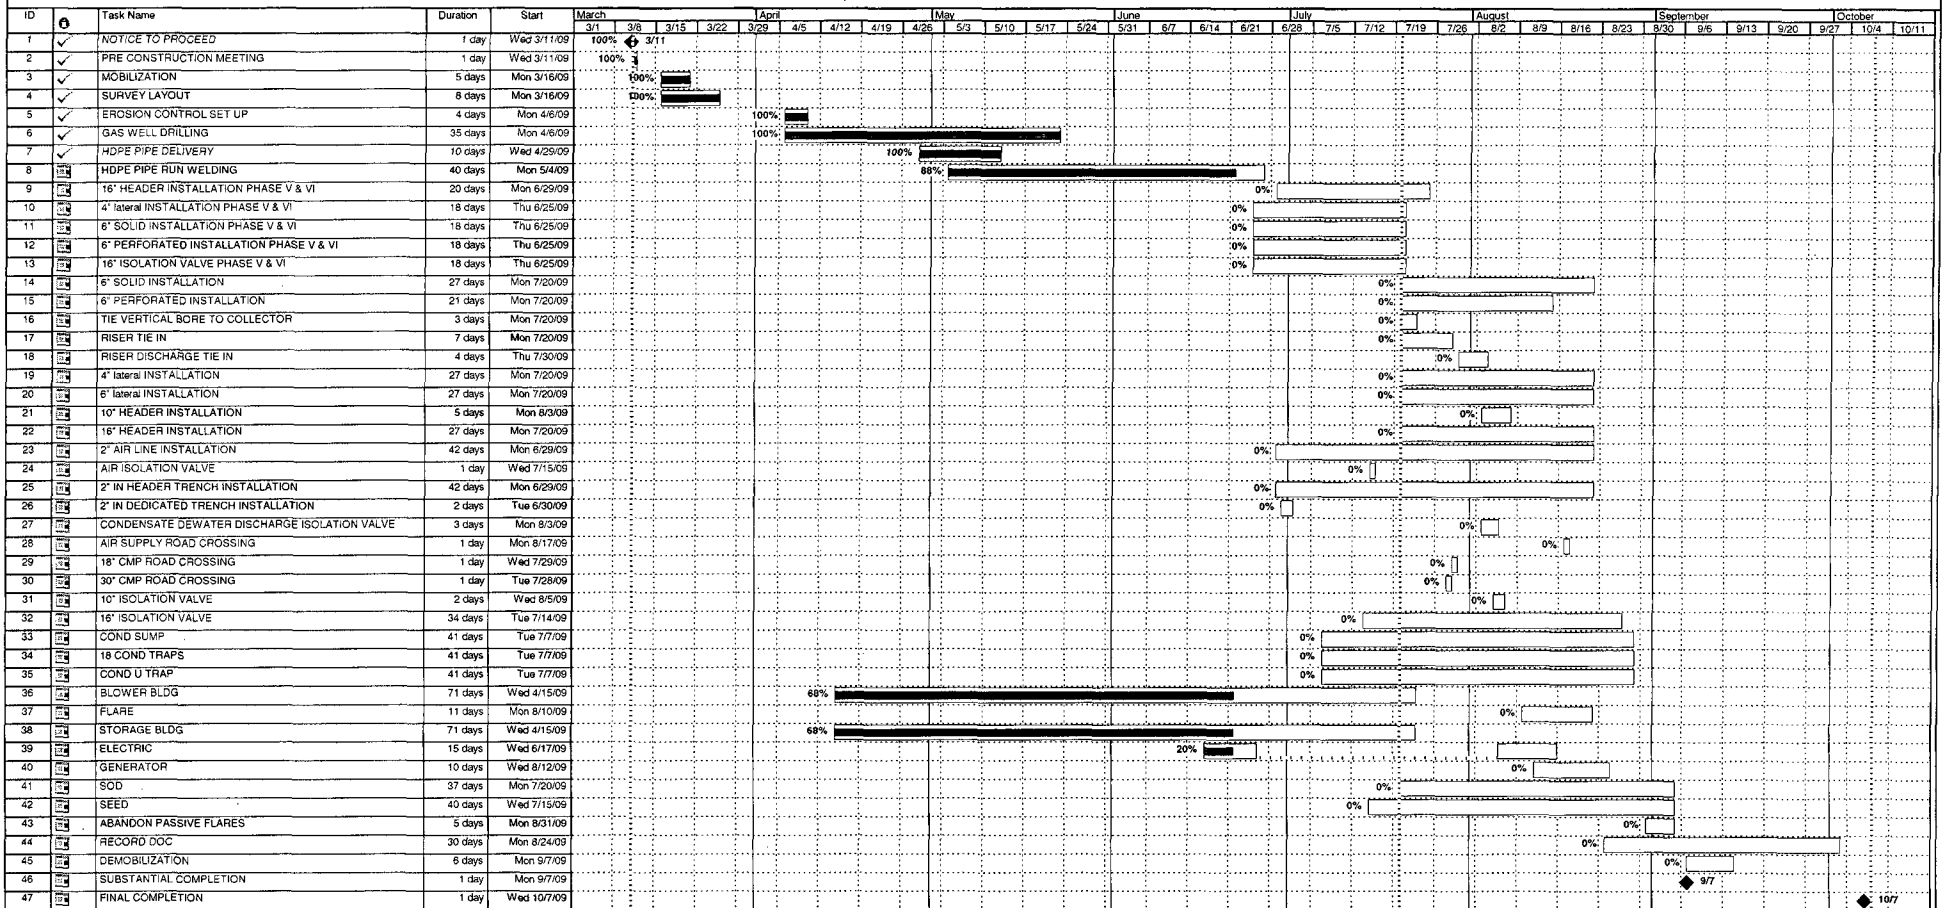 ID Task Name Duration Start March April May June July August September October
3/1 3/8 3/15 3/22 3/29 4/5 4/12 4/19 4/26 5/3 5/10 5/17 5/24 5/31 6/7 6/14 6/21 6/28 7/5 7/12 7/19 7/26 8/2 8/9 8/16 8/23 8/30 9/6 9/13 9/20 9/27 10/4 10/11
1 NOTICE TO PROCEED 1 day Wed 3/11/09 100% 3/11
2 PRE CONSTRUCTION MEETING 1 day Wed 3/11/09 100%
3 MOBILIZATION 5 days Mon 3/16/09 100%
4 SURVEY LAYOUT 8 days Mon 3/16/09 100%
5 EROSION CONTROL SET UP 4 days Mon 4/6/09 100%
6 GAS WELL DRILLING 35 days Mon 4/6/09 100%
7 HDPE PIPE DELIVERY 10 days Wed 4/29/09 100%
8 HDPE PIPE RUN WELDING 40 days Mon 5/4/09 88%
9 16" HEADER INSTALLATION PHASE V & VI 20 days Mon 6/29/09 0%
10 4" lateral INSTALLATION PHASE V & VI 18 days Thu 6/25/09 0%
11 6" SOLID INSTALLATION PHASE V & VI 18 days Thu 6/25/09 0%
12 6" PERFORATED INSTALLATION PHASE V & VI 18 days Thu 6/25/09 0%
13 16" ISOLATION VALVE PHASE V & VI 18 days Thu 6/25/09 0%
14 6" SOLID INSTALLATION 27 days Mon 7/20/09 0%
15 6" PERFORATED INSTALLATION 21 days Mon 7/20/09 0%
16 TIE VERTICAL BORE TO COLLECTOR 3 days Mon 7/20/09 0%
17 RISER TIE IN 7 days Mon 7/20/09 0%
18 RISER DISCHARGE TIE IN 4 days Thu 7/30/09 0%
19 4" lateral INSTALLATION 27 days Mon 7/20/09 0%
20 6" lateral INSTALLATION 27 days Mon 7/20/09 0%
21 10" HEADER INSTALLATION 5 days Mon 8/3/09 0%
22 16" HEADER INSTALLATION 27 days Mon 7/20/09 0%
23 2" AIR LINE INSTALLATION 42 days Mon 6/29/09 0%
24 AIR ISOLATION VALVE 1 day Wed 7/15/09 0%
25 2" IN HEADER TRENCH INSTALLATION 42 days Mon 6/29/09 0%
26 2" IN DEDICATED TRENCH INSTALLATION 2 days Tue 6/30/09 0%
27 CONDENSATE DEWATER DISCHARGE ISOLATION VALVE 3 days Mon 8/3/09 0%
28 AIR SUPPLY ROAD CROSSING 1 day Mon 8/17/09 0%
29 18" CMP ROAD CROSSING 1 day Wed 7/29/09 0%
30 30" CMP ROAD CROSSING 1 day Tue 7/28/09 0%
31 10" ISOLATION VALVE 2 days Wed 8/5/09 0%
32 16" ISOLATION VALVE 34 days Tue 7/14/09 0%
33 COND SUMP 41 days Tue 7/7/09 0%
34 18 COND TRAPS 41 days Tue 7/7/09 0%
35 COND U TRAP 41 days Tue 7/7/09 0%
36 BLOWER BLDG 71 days Wed 4/15/09 68%
37 FLARE 11 days Mon 8/10/09 0%
38 STORAGE BLDG 71 days Wed 4/15/09 68%
39 ELECTRIC 15 days Wed 6/17/09 20%
40 GENERATOR 10 days Wed 8/12/09 0%
41 SOD 37 days Mon 7/20/09 0%
42 SEED 40 days Wed 7/15/09 0%
43 ABANDON PASSIVE FLARES 5 days Mon 8/31/09 0%
44 RECORD DOC 30 days Mon 8/24/09 0%
45 DEMOBILIZATION 6 days Mon 9/7/09 0%
46 SUBSTANTIAL COMPLETION 1 day Mon 9/7/09 9/7
47 FINAL COMPLETION 1 day Wed 10/7/09 10/7